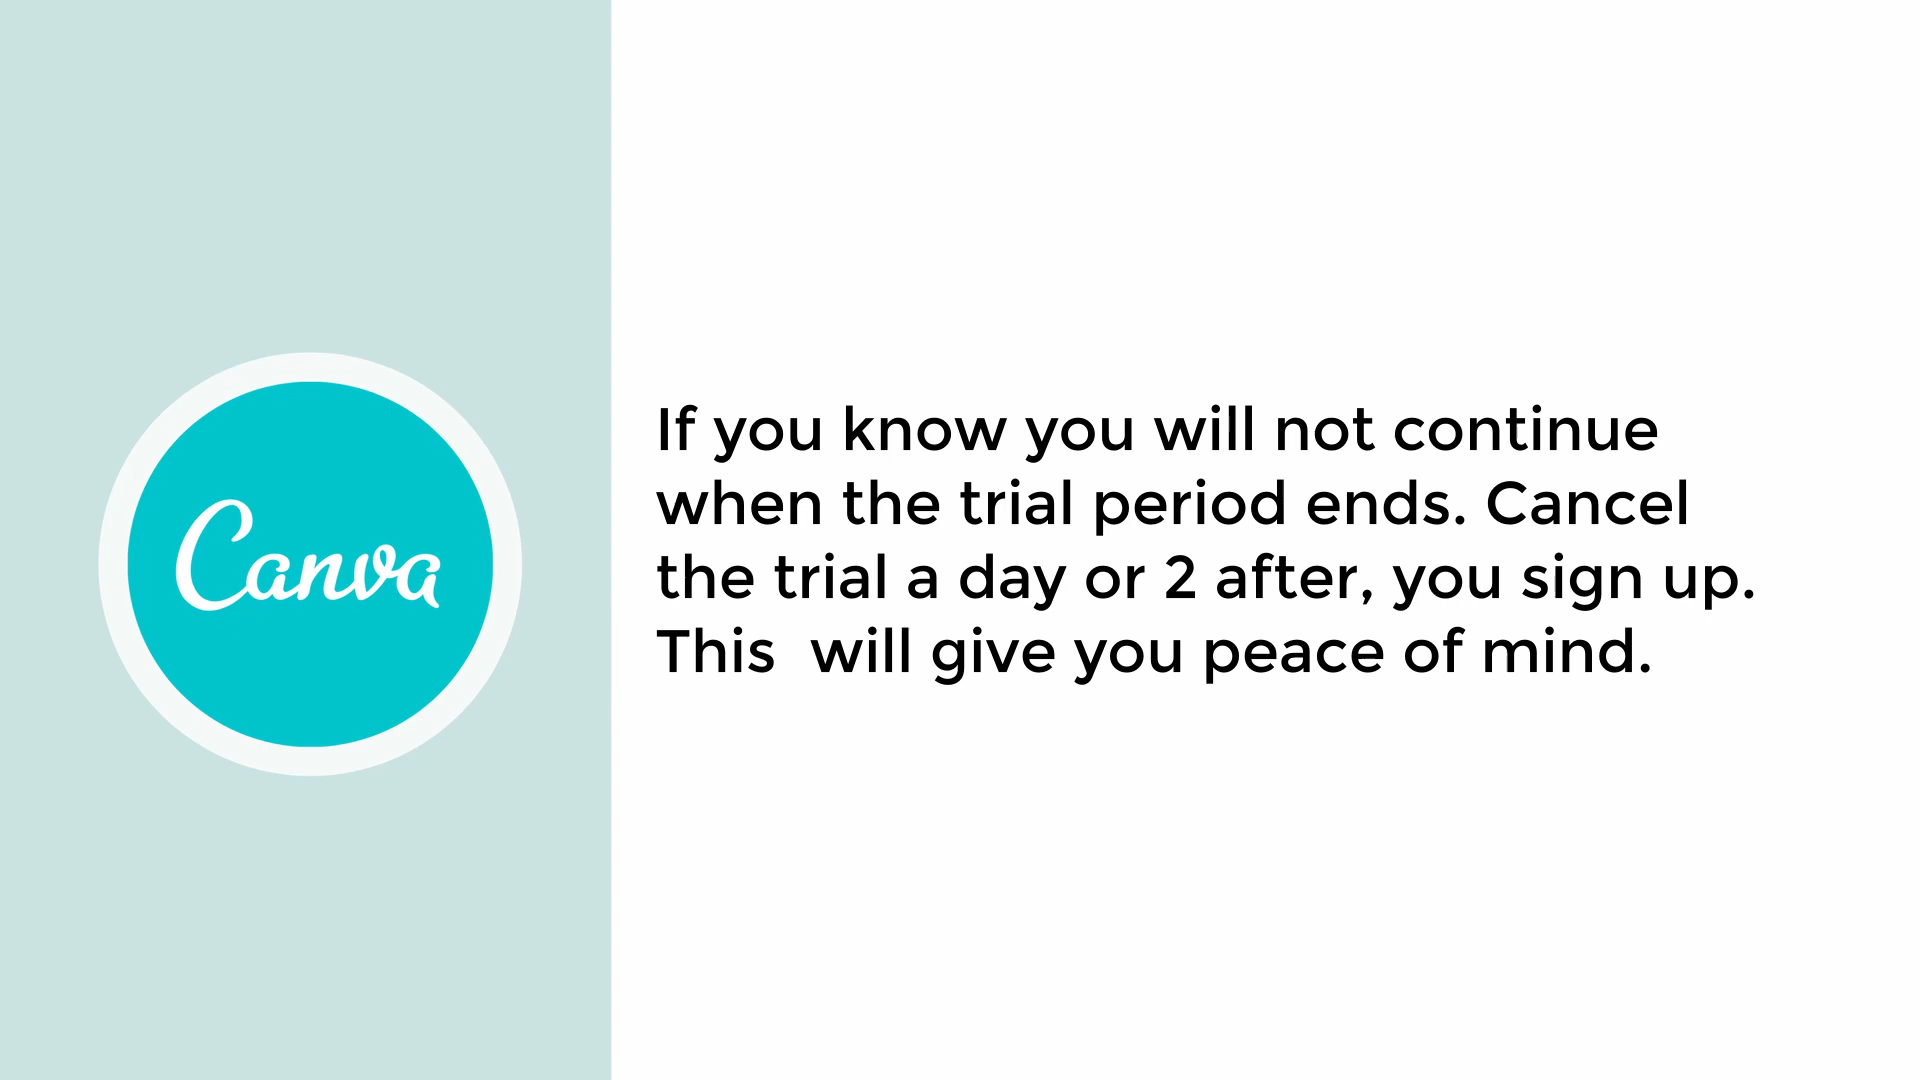 Canva
If you know you will not continue
when the trial period ends. Cancel
the trial a day or 2 after, you sign up.
This  will give you peace of mind.